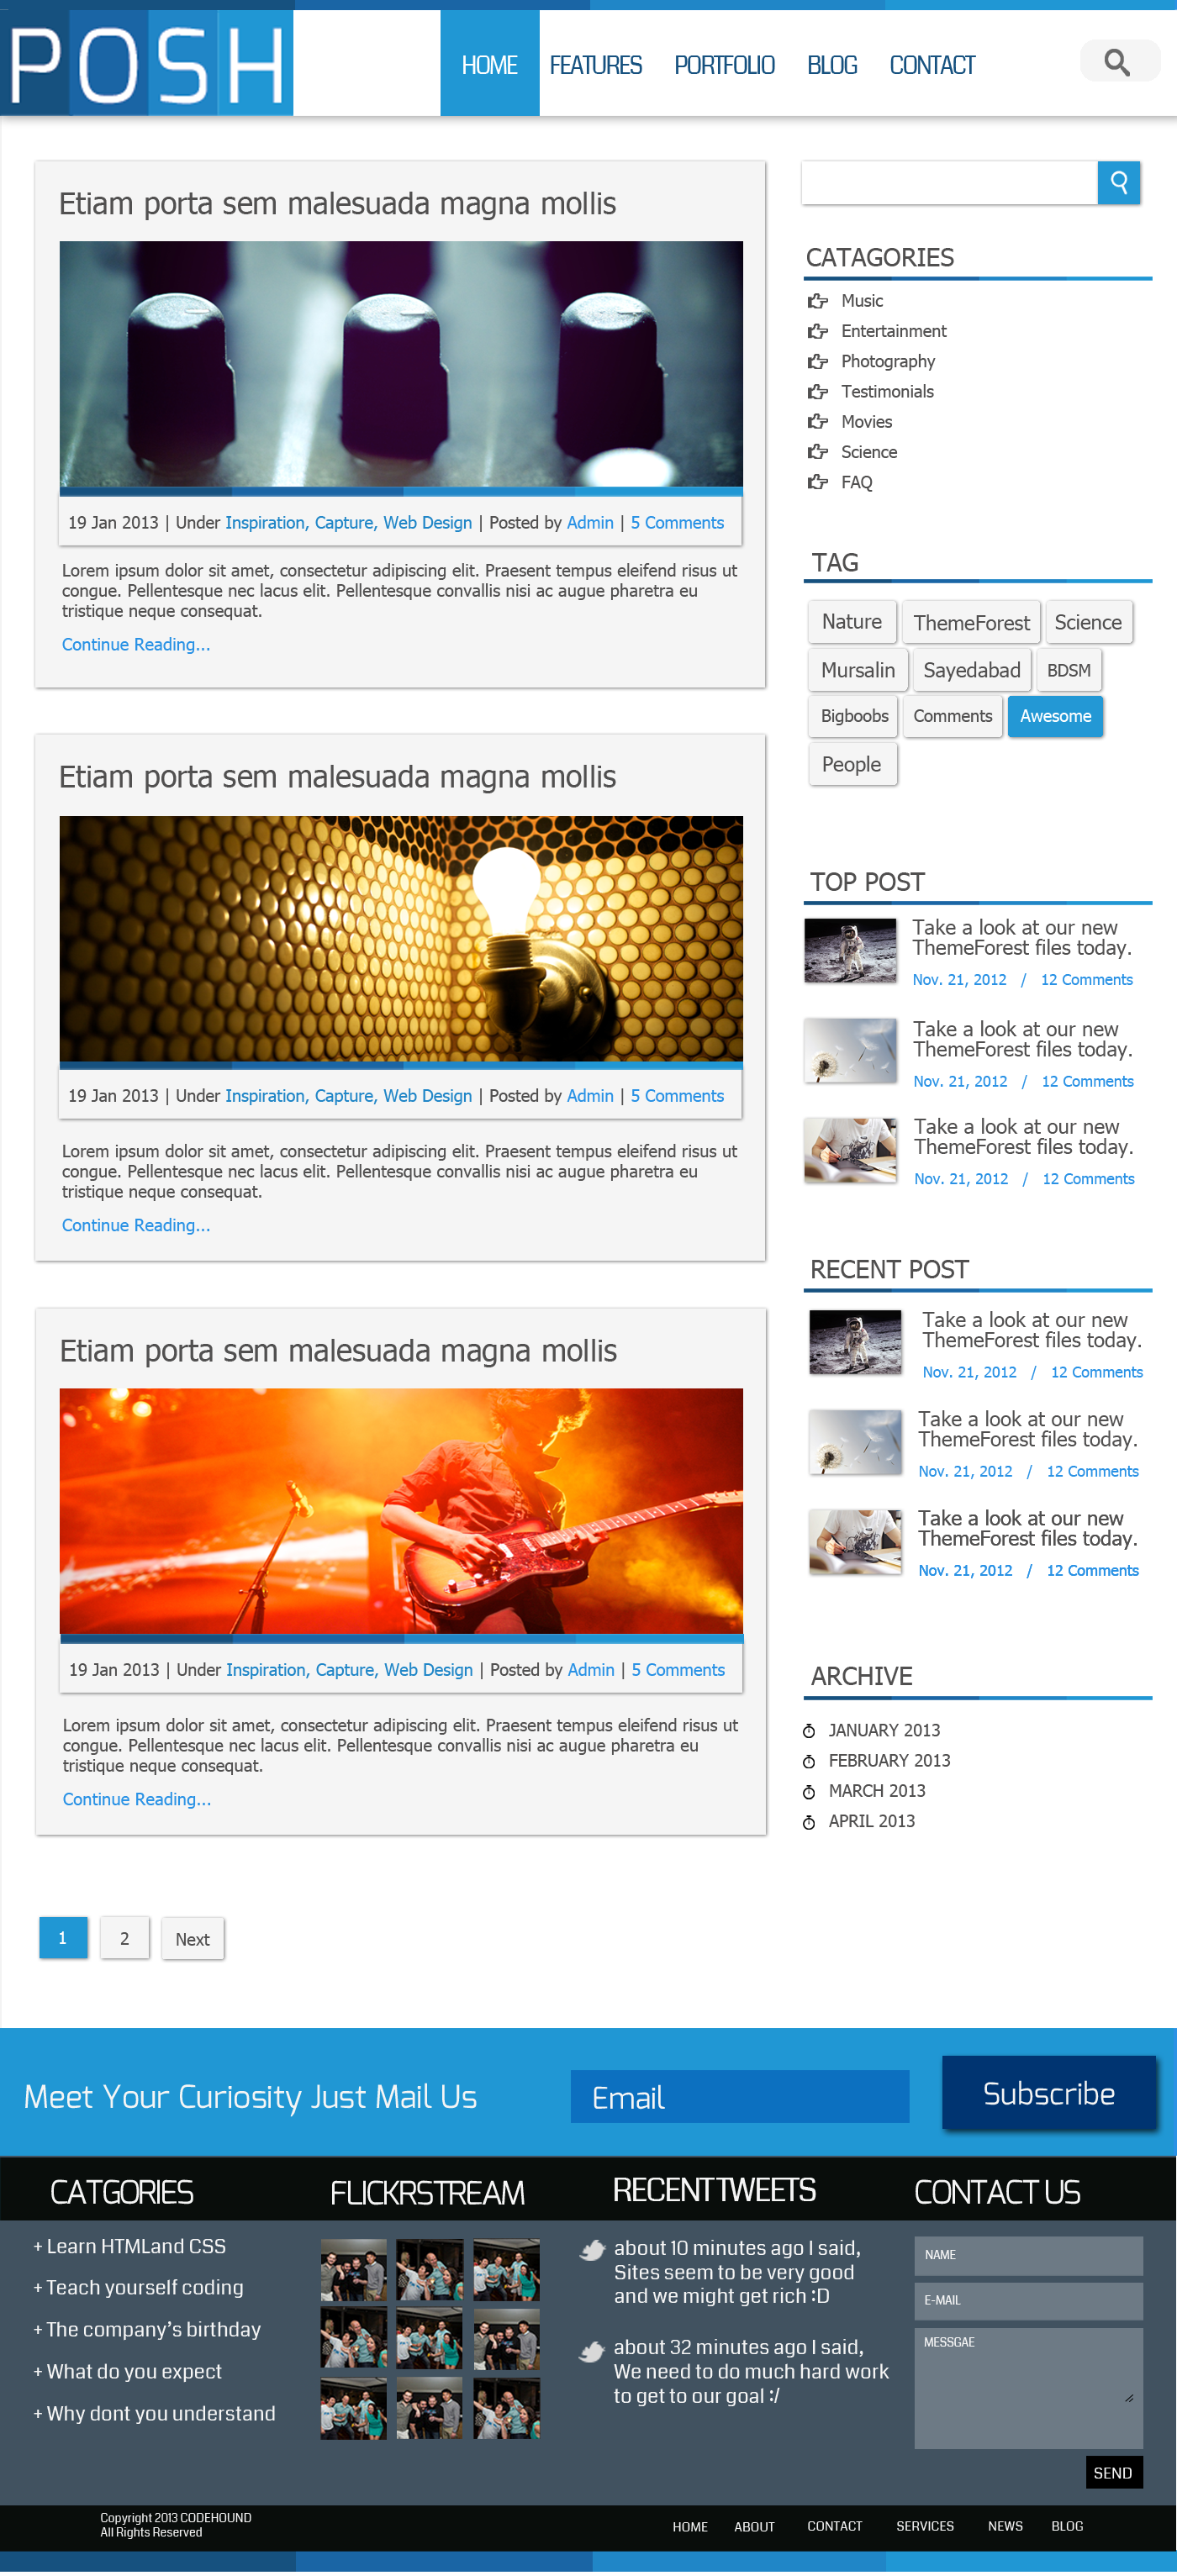 POSH
HOME FEATURES PORTFOLIO BLOG CONTACT
Etiam porta sem malesuada magna mollis
19 Jan 2013 | Under Inspiration, Capture, Web Design | Posted by Admin | 5 Comments
Lorem ipsum dolor sit amet, consectetur adipiscing elit. Praesent tempus eleifend risus ut
congue. Pellentesque nec lacus elit. Pellentesque convallis nisi ac augue pharetra eu
tristique neque consequat.
Continue Reading...
Etiam porta sem malesuada magna mollis
19 Jan 2013 | Under Inspiration, Capture, Web Design | Posted by Admin | 5 Comments
Lorem ipsum dolor sit amet, consectetur adipiscing elit. Praesent tempus eleifend risus ut
congue. Pellentesque nec lacus elit. Pellentesque convallis nisi ac augue pharetra eu
tristique neque consequat.
Continue Reading...
Etiam porta sem malesuada magna mollis
19 Jan 2013 | Under Inspiration, Capture, Web Design | Posted by Admin | 5 Comments
Lorem ipsum dolor sit amet, consectetur adipiscing elit. Praesent tempus eleifend risus ut
congue. Pellentesque nec lacus elit. Pellentesque convallis nisi ac augue pharetra eu
tristique neque consequat.
Continue Reading...
1 2 Next
CATAGORIES
Music
Entertainment
Photography
Testimonials
Movies
Science
FAQ
TAG
Nature ThemeForest Science
Mursalin Sayedabad BDSM
Bigboobs Comments Awesome
People
TOP POST
Take a look at our new
ThemeForest files today.
Nov. 21, 2012 / 12 Comments
Take a look at our new
ThemeForest files today.
Nov. 21, 2012 / 12 Comments
Take a look at our new
ThemeForest files today.
Nov. 21, 2012 / 12 Comments
RECENT POST
Take a look at our new
ThemeForest files today.
Nov. 21, 2012 / 12 Comments
Take a look at our new
ThemeForest files today.
Nov. 21, 2012 / 12 Comments
Take a look at our new
ThemeForest files today.
Nov. 21, 2012 / 12 Comments
ARCHIVE
JANUARY 2013
FEBRUARY 2013
MARCH 2013
APRIL 2013
Meet Your Curiosity Just Mail Us Email Subscribe
CATGORIES
+ Learn HTMLand CSS
+ Teach yourself coding
+ The company's birthday
+ What do you expect
+ Why dont you understand
FLICKRSTREAM
RECENT TWEETS
about 10 minutes ago I said,
Sites seem to be very good
and we might get rich :D
about 32 minutes ago I said,
We need to do much hard work
to get to our goal :/
CONTACT US
NAME
E-MAIL
MESSGAE
SEND
Copyright 2013 CODEHOUND
All Rights Reserved
HOME ABOUT CONTACT SERVICES NEWS BLOG